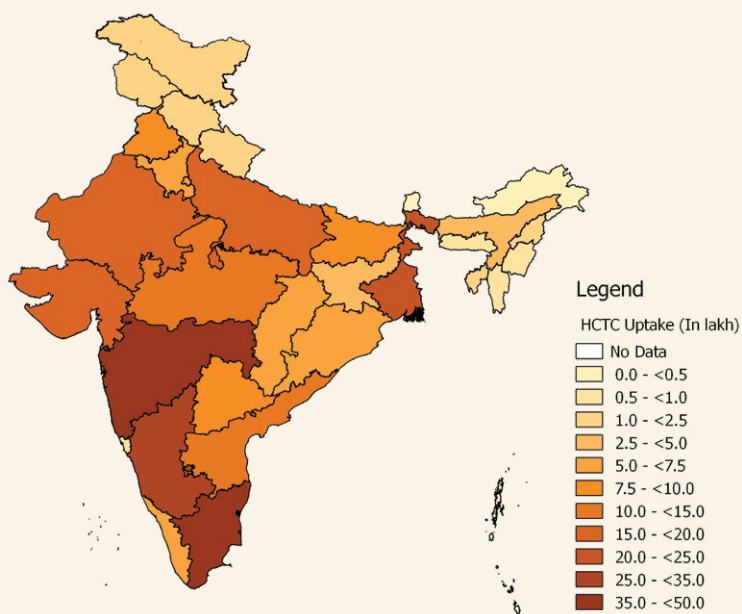 Legend
HCTC Uptake (In lakh)
No Data
0.0 - <0.5
0.5 - <1.0
1.0 - <2.5
2.5 - <5.0
5.0 - <7.5
7.5 - <10.0
10.0 - <15.0
15.0 - <20.0
20.0 - <25.0
25.0 - <35.0
35.0 - <50.0